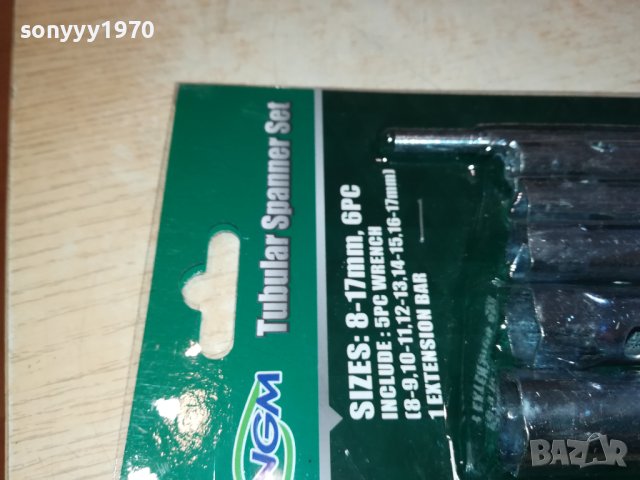 sonyyy1970
Tubular Spanner Set
SIZES: 8-17mm, 6PC
INCLUDE : 5PC WRENCH
(8-9,10-11,12-13,14-15,16-17mm)
1 EXTENSION BAR
NGM
BAZAR